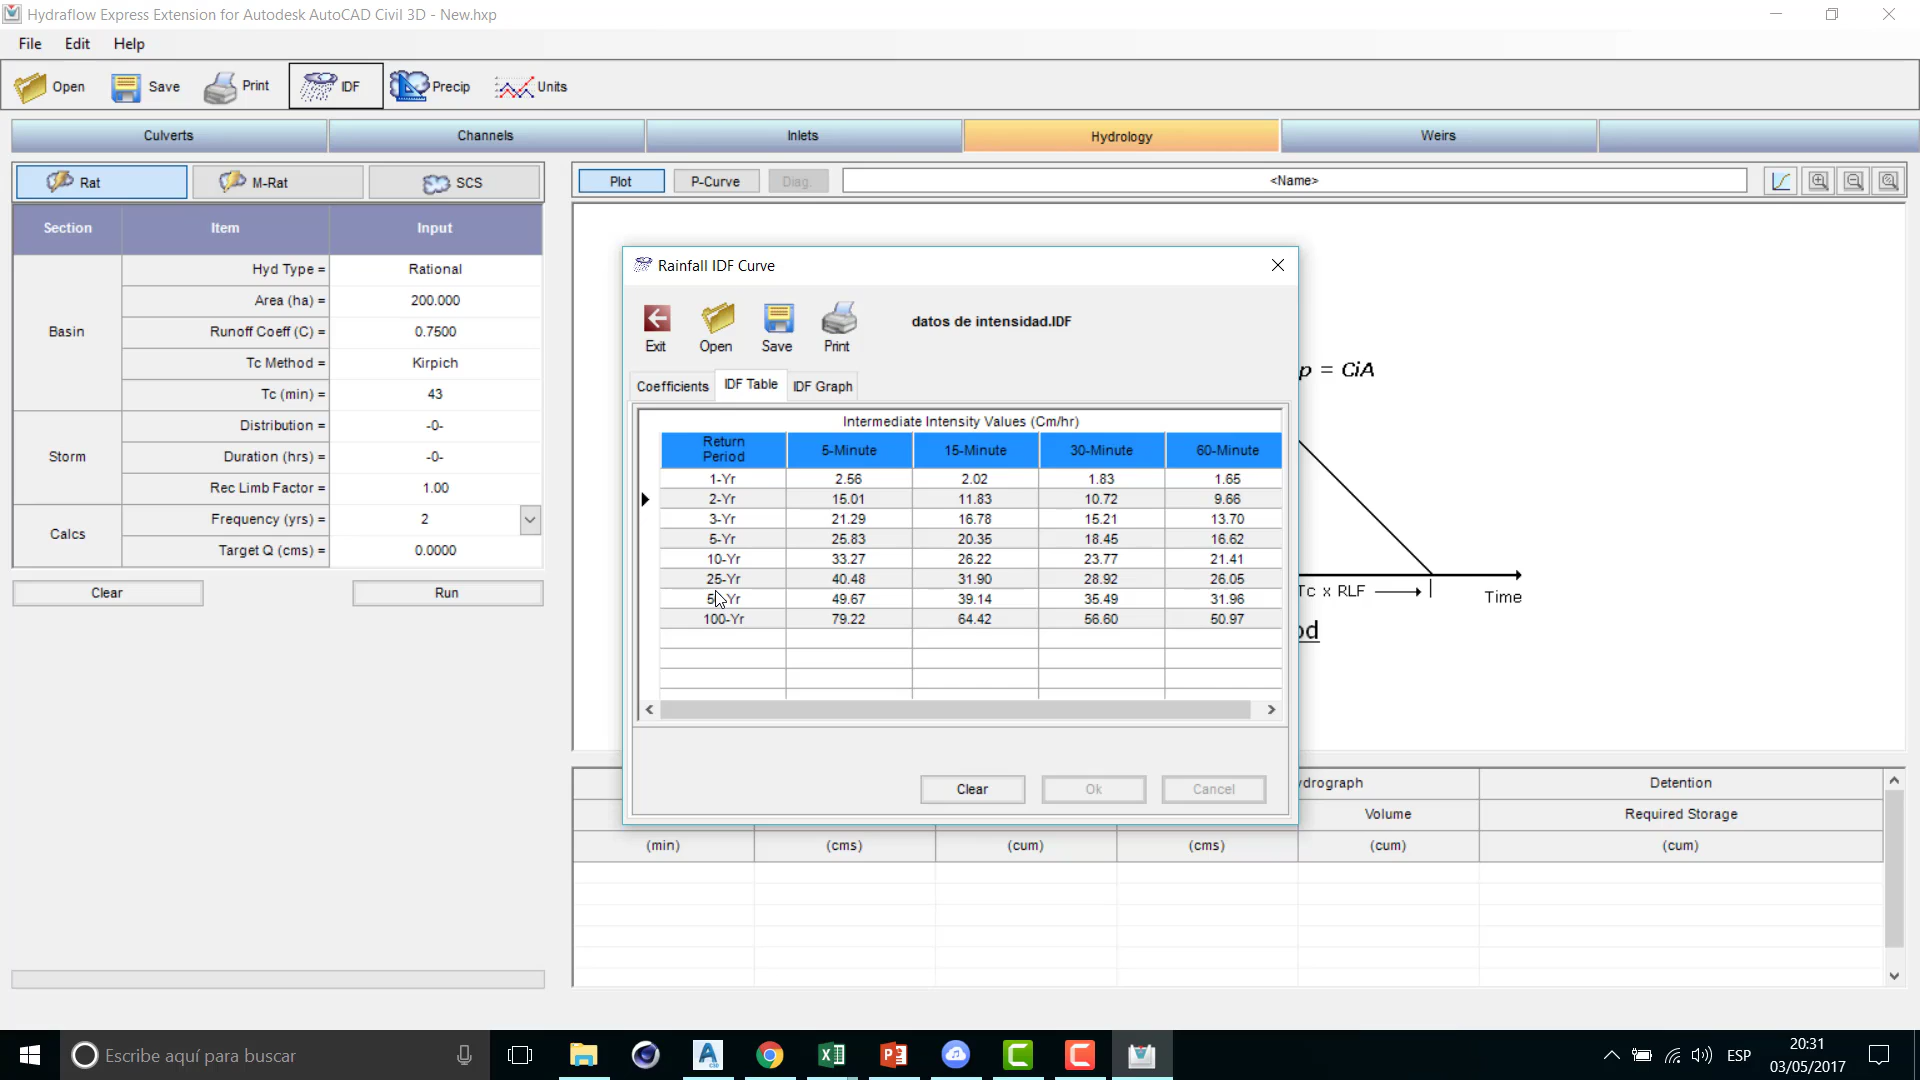 Hydraflow Express Extension for Autodesk AutoCAD Civil 3D - New.hxp
File Edit Help
Open Save Print IDF Precip Units
Culverts Channels Inlets Hydrology Weirs
Rat M-Rat SCS
Plot P-Curve Diag. <Name>
Section Item Input
Basin
Hyd Type = Rational
Area (ha) = 200.000
Runoff Coeff (C) = 0.7500
Tc Method = Kirpich
Tc (min) = 43
Storm
Distribution = -0-
Duration (hrs) = -0-
Rec Limb Factor = 1.00
Calcs
Frequency (yrs) = 2
Target Q (cms) = 0.0000
Clear Run
Rainfall IDF Curve
Exit Open Save Print
datos de intensidad.IDF
Coefficients IDF Table IDF Graph
Intermediate Intensity Values (Cm/hr)
Return Period 5-Minute 15-Minute 30-Minute 60-Minute
1-Yr 2.56 2.02 1.83 1.65
2-Yr 15.01 11.83 10.72 9.66
3-Yr 21.29 16.78 15.21 13.70
5-Yr 25.83 20.35 18.45 16.62
10-Yr 33.27 26.22 23.77 21.41
25-Yr 40.48 31.90 28.92 26.05
49.67 39.14 35.49 31.96
100-Yr 79.22 64.42 56.60 50.97
Clear Ok Cancel
p = CiA
Tc x RLF
Time
od
drograph Detention
Volume Required Storage
(min) (cms) (cum) (cms) (cum) (cum)
Escribe aquí para buscar
ESP
20:31
03/05/2017